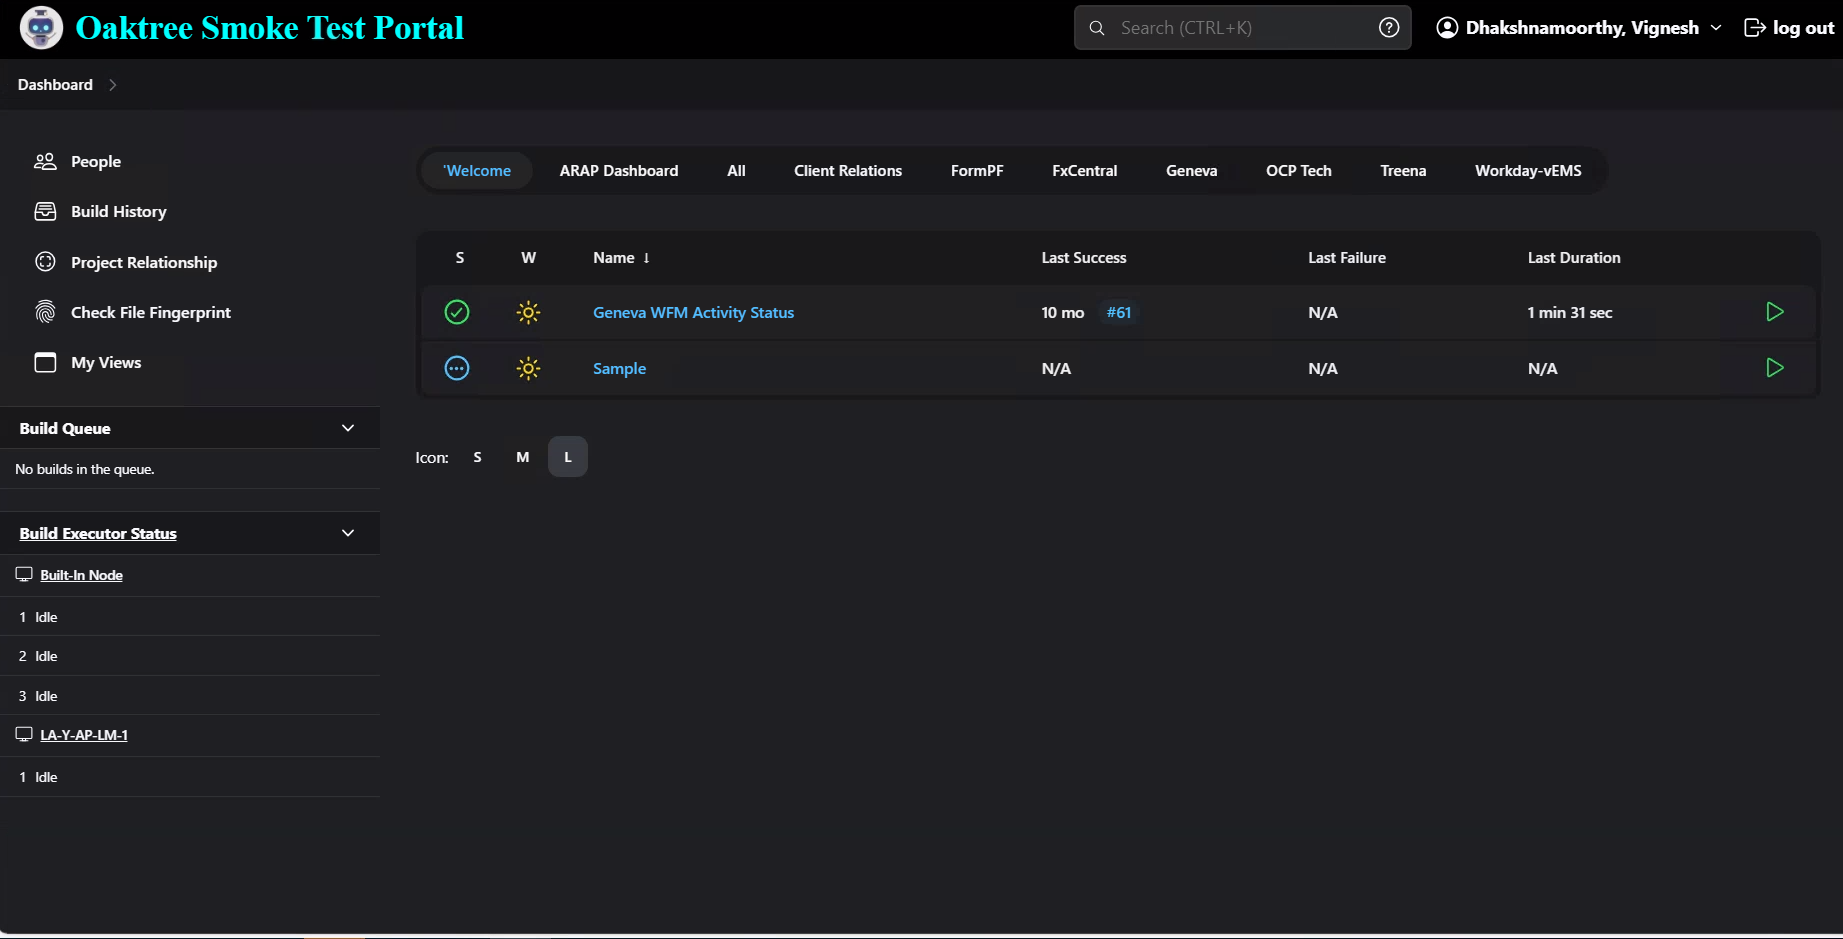 Oaktree Smoke Test Portal
Search (CTRL+K)
Dhakshnamoorthy, Vignesh
log out
Dashboard
People
Build History
Project Relationship
Check File Fingerprint
My Views
Build Queue
No builds in the queue.
Build Executor Status
Built-In Node
1 Idle
2 Idle
3 Idle
LA-Y-AP-LM-1
1 Idle
'Welcome ARAP Dashboard All Client Relations FormPF FxCentral Geneva OCP Tech Treena Workday-vEMS
S W Name ↓ Last Success Last Failure Last Duration
Geneva WFM Activity Status 10 mo #61 N/A 1 min 31 sec
Sample N/A N/A N/A
Icon: S M L